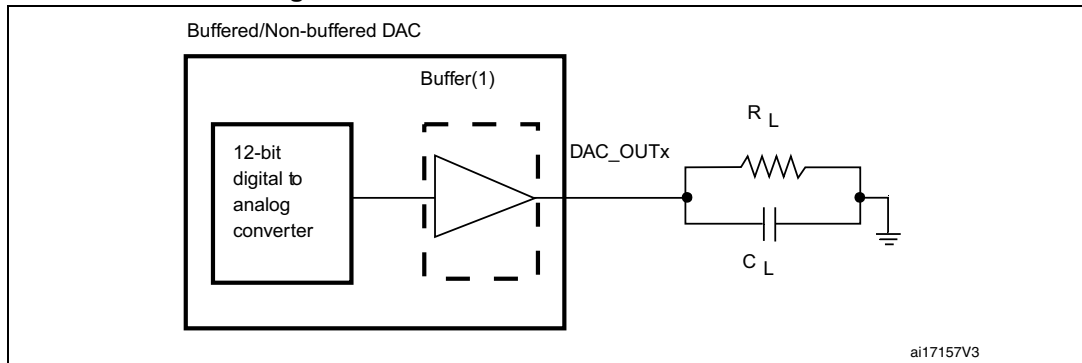 Buffered/Non-buffered DAC
Buffer(1)
12-bit
digital to
analog
converter
DAC_OUTx
R L
C L
ai17157V3